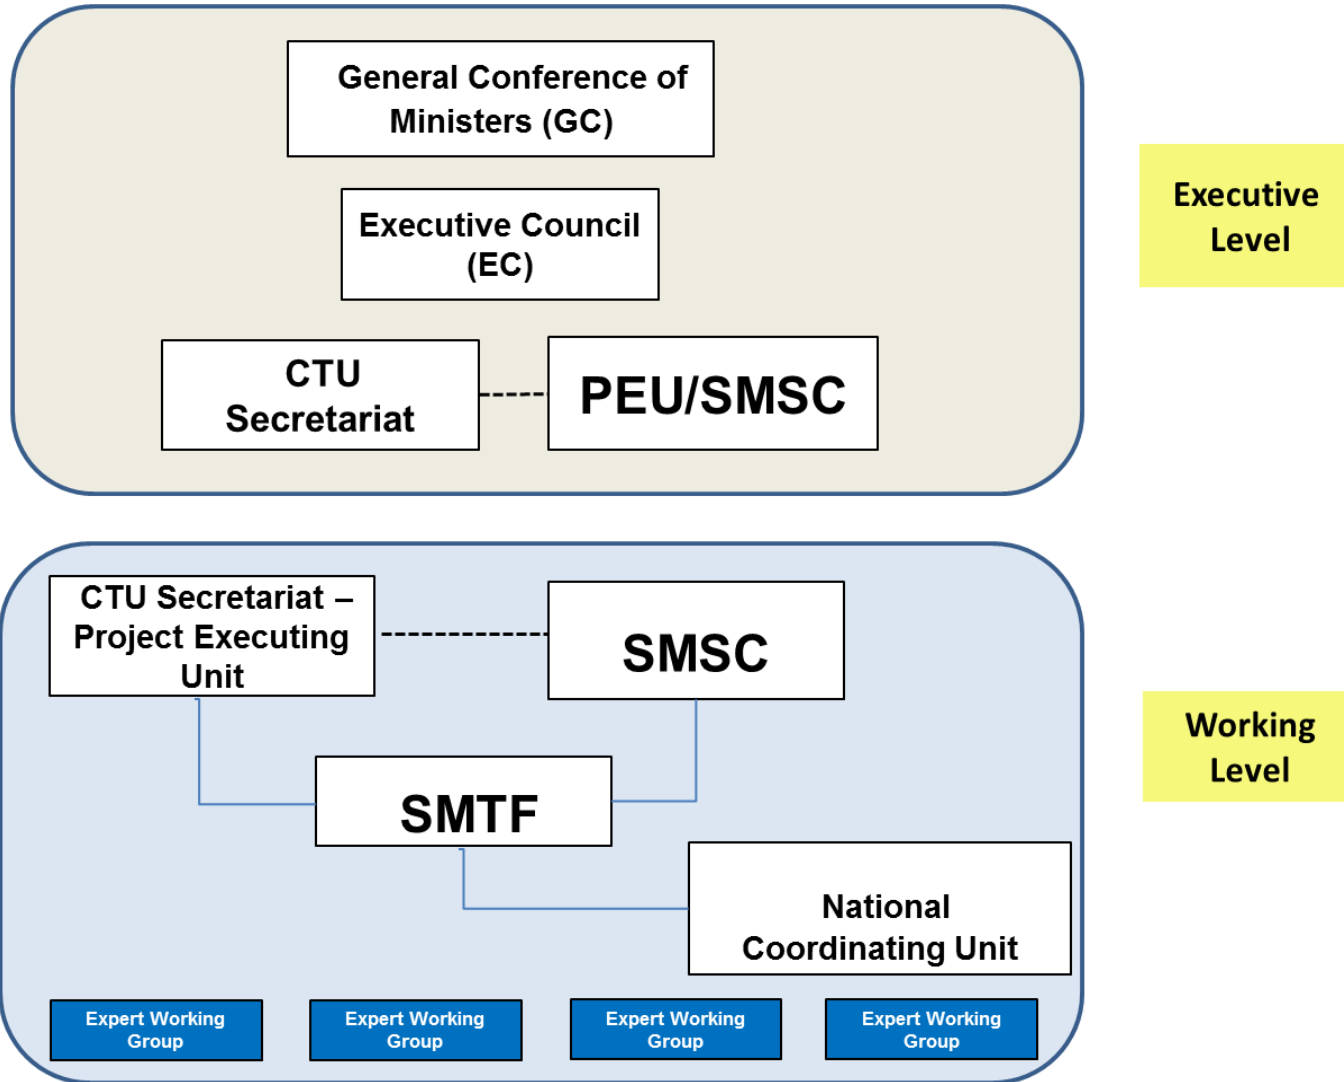 General Conference of
Ministers (GC)
Executive Level
Executive Council
(EC)
CTU
Secretariat
PEU/SMSC
CTU Secretariat –
Project Executing
Unit
SMSC
Working
Level
SMTF
National
Coordinating Unit
Expert Working
Group
Expert Working
Group
Expert Working
Group
Expert Working
Group